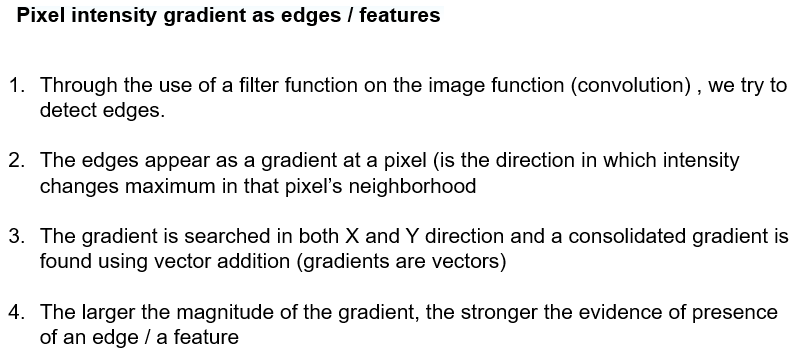 Pixel intensity gradient as edges / features
1. Through the use of a filter function on the image function (convolution) , we try to
detect edges.
2. The edges appear as a gradient at a pixel (is the direction in which intensity
changes maximum in that pixel's neighborhood
3. The gradient is searched in both X and Y direction and a consolidated gradient is
found using vector addition (gradients are vectors)
4. The larger the magnitude of the gradient, the stronger the evidence of presence
of an edge / a feature